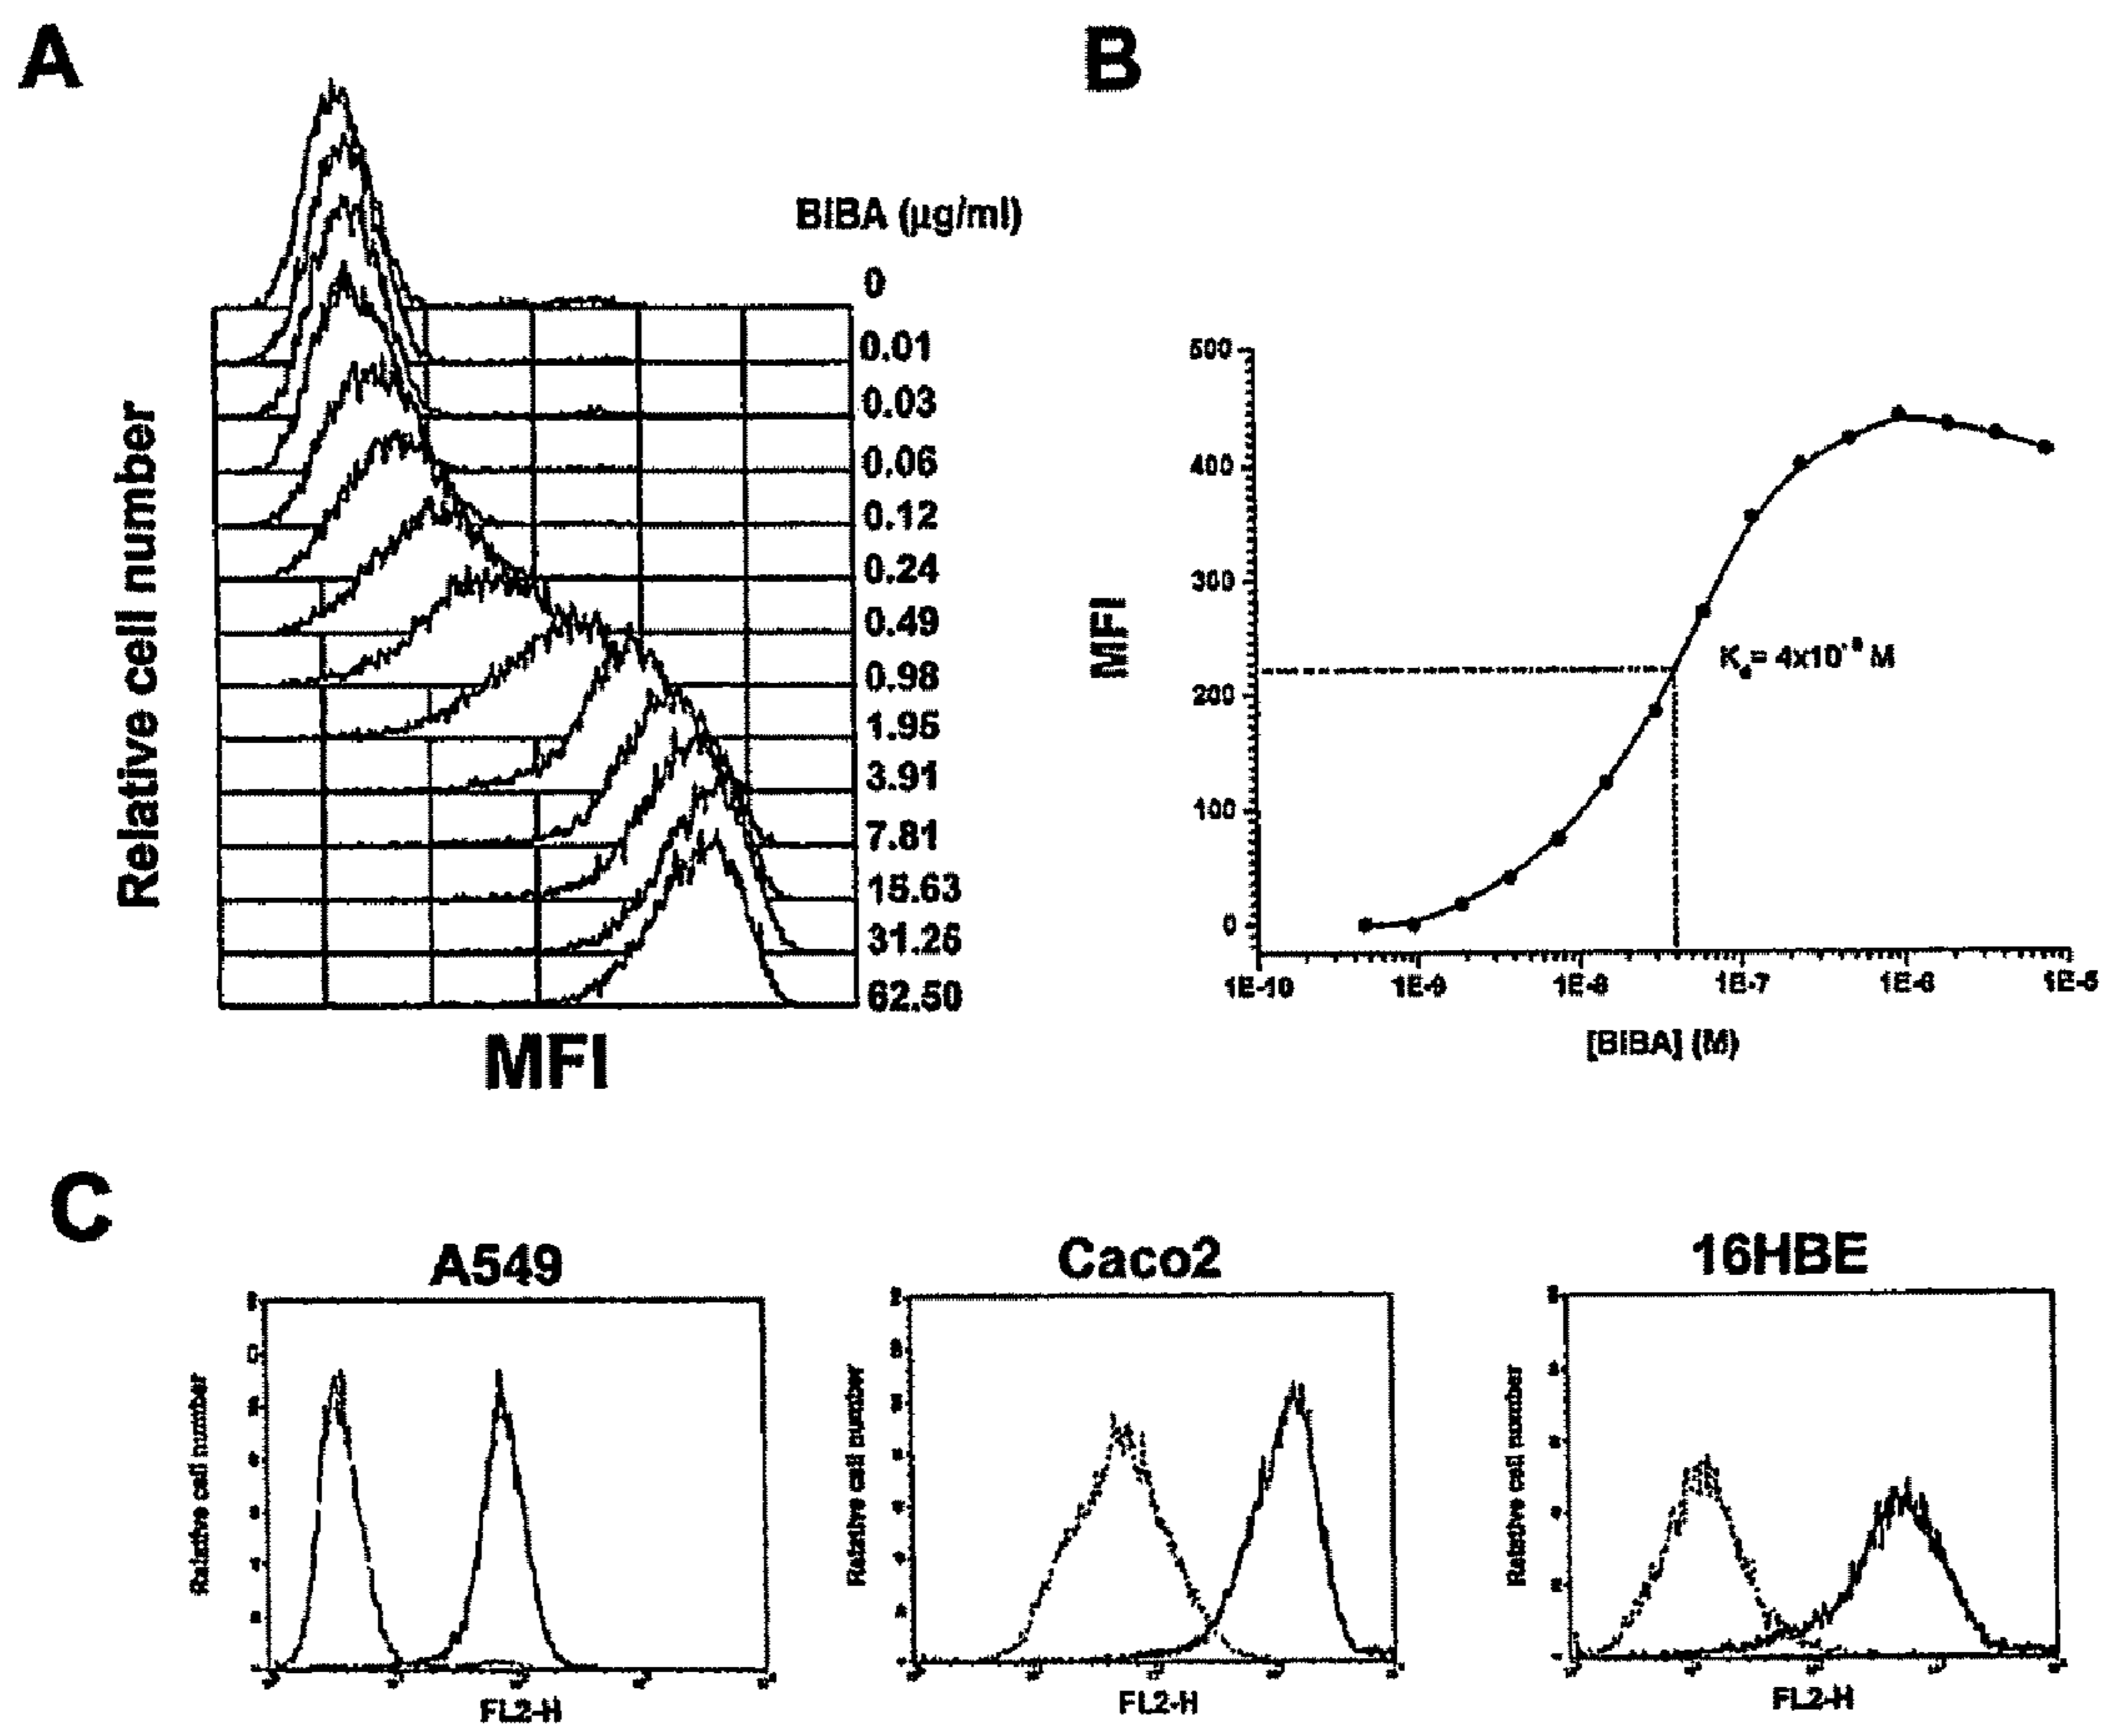 A
B
BIBA (µg/ml)
0
0.01
0.03
0.06
0.12
0.24
0.49
0.98
1.95
3.91
7.81
15.63
31.25
62.50
Relative cell number
MFI
500
400
300
200
100
0
MFI
K_d= 4x10⁻⁸ M
1E-10 1E-9 1E-8 1E-7 1E-6 1E-5
[BIBA] (M)
C
A549 Caco2 16HBE
Relative cell number
Relative cell number
Relative cell number
FL2-H FL2-H FL2-H